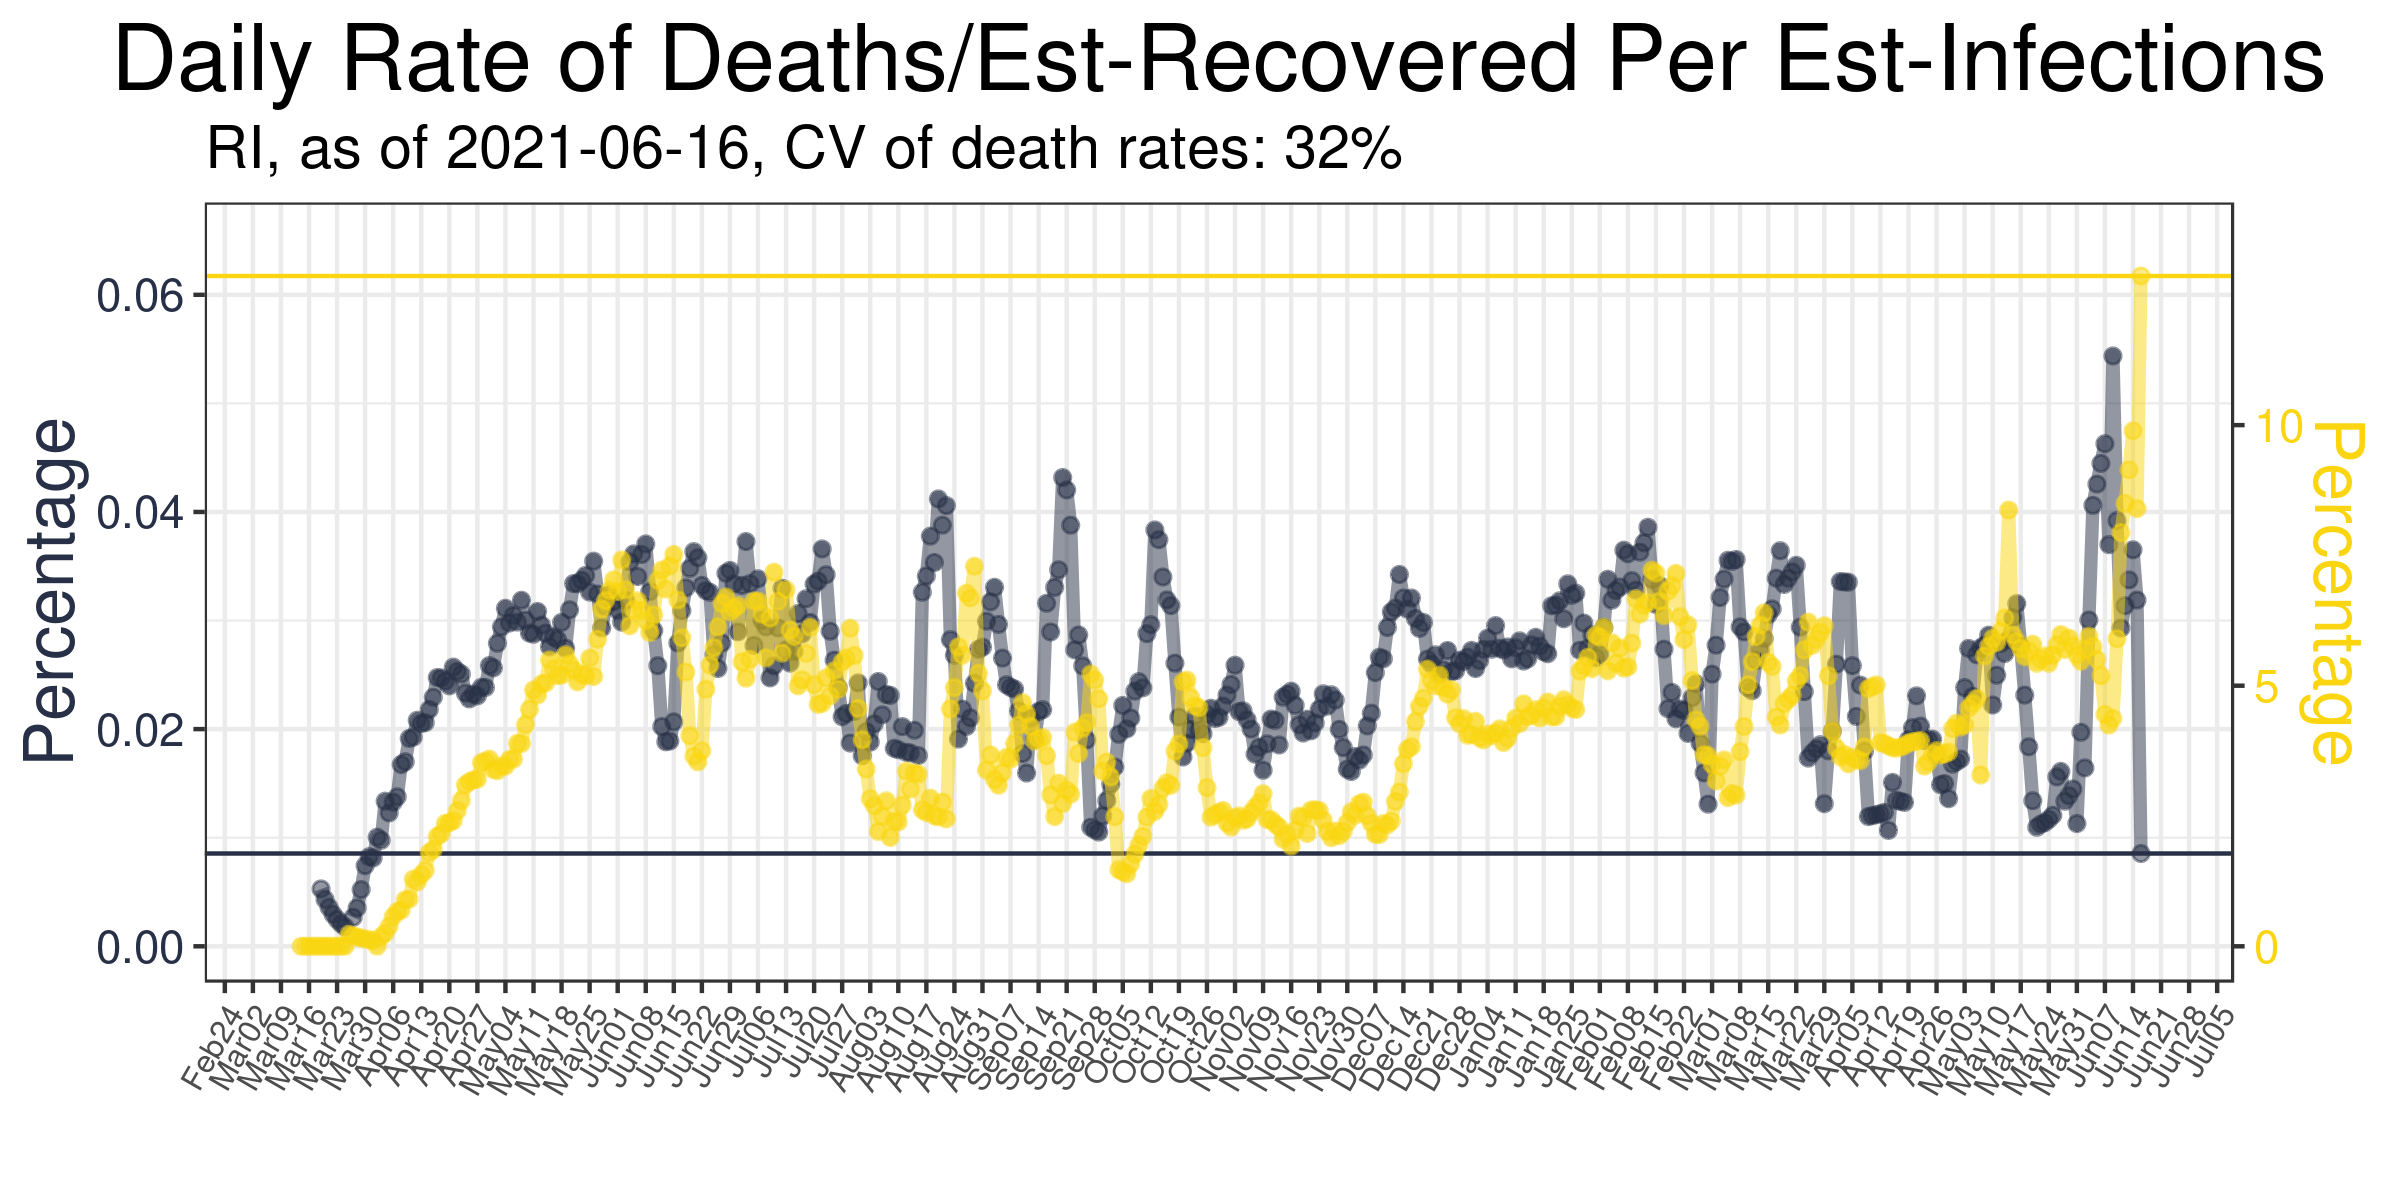 Daily Rate of Deaths/Est-Recovered Per Est-Infections
RI, as of 2021-06-16, CV of death rates: 32%
Percentage
0.06
0.04
0.02
0.00
10
5
0
Percentage
Feb24
Mar02
Mar09
Mar16
Mar23
Mar30
Apr06
Apr13
Apr20
Apr27
May04
May11
May18
May25
Jun01
Jun08
Jun15
Jun22
Jun29
Jul06
Jul13
Jul20
Jul27
Aug03
Aug10
Aug17
Aug24
Aug31
Sep07
Sep14
Sep21
Sep28
Oct05
Oct12
Oct19
Oct26
Nov02
Nov09
Nov16
Nov23
Nov30
Dec07
Dec14
Dec21
Dec28
Jan04
Jan11
Jan18
Jan25
Feb01
Feb08
Feb15
Feb22
Mar01
Mar08
Mar15
Mar22
Mar29
Apr05
Apr12
Apr19
Apr26
May03
May10
May17
May24
May31
Jun07
Jun14
Jun21
Jun28
Jul05